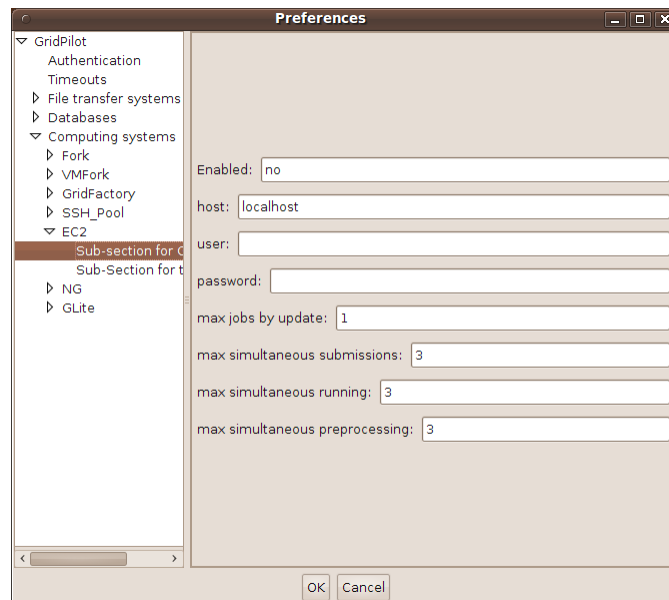 Preferences
GridPilot
Authentication
Timeouts
File transfer systems
Databases
Computing systems
Fork
VMFork
GridFactory
SSH_Pool
EC2
Sub-section for
Sub-Section for
NG
GLite
Enabled: no
host: localhost
user:
password:
max jobs by update: 1
max simultaneous submissions: 3
max simultaneous running: 3
max simultaneous preprocessing: 3
OK Cancel